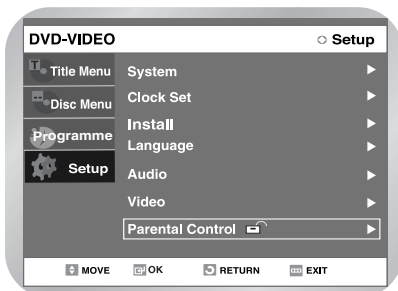 DVD-VIDEO Setup
Title Menu
Disc Menu
Programme
Setup
System
Clock Set
Install
Language
Audio
Video
Parental Control
MOVE OK RETURN EXIT